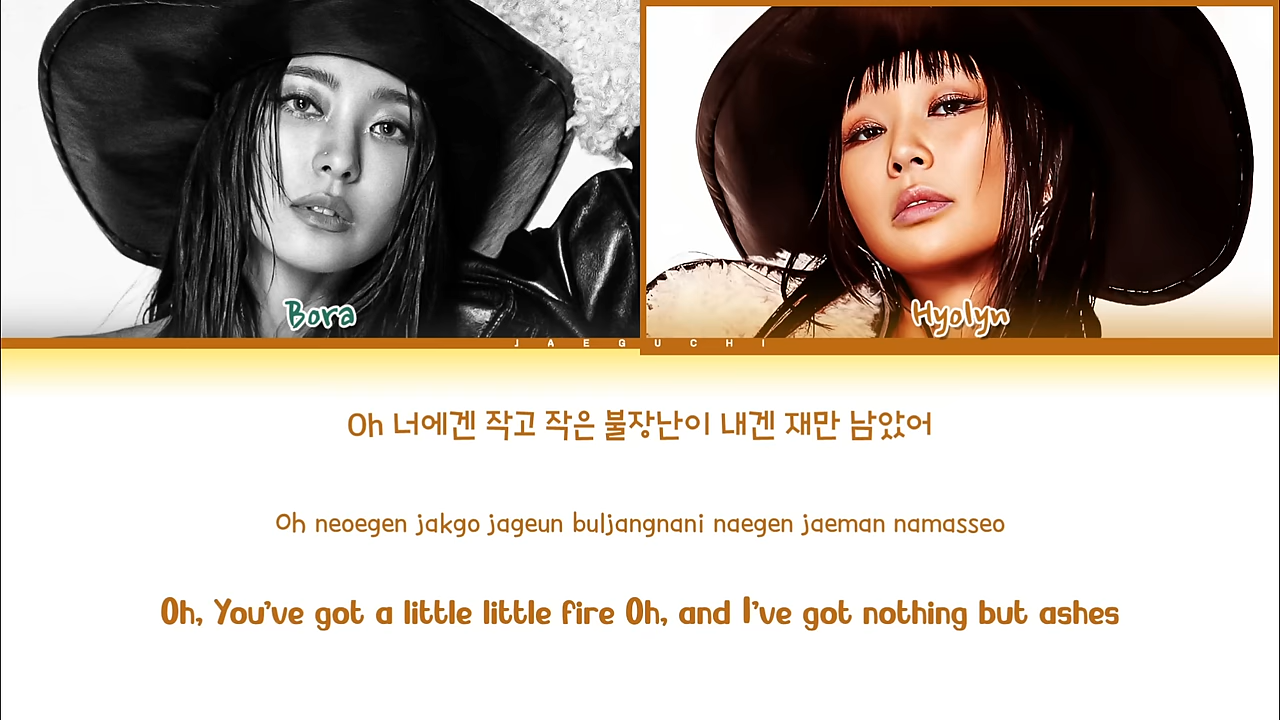 Bora
Hyolyn
JAEGUCHI
Oh 너에겐 작고 작은 불장난이 내겐 재만 남았어
Oh neoegen jakgo jageun buljangnani naegen jaeman namasseo
Oh, You've got a little little fire Oh, and I've got nothing but ashes